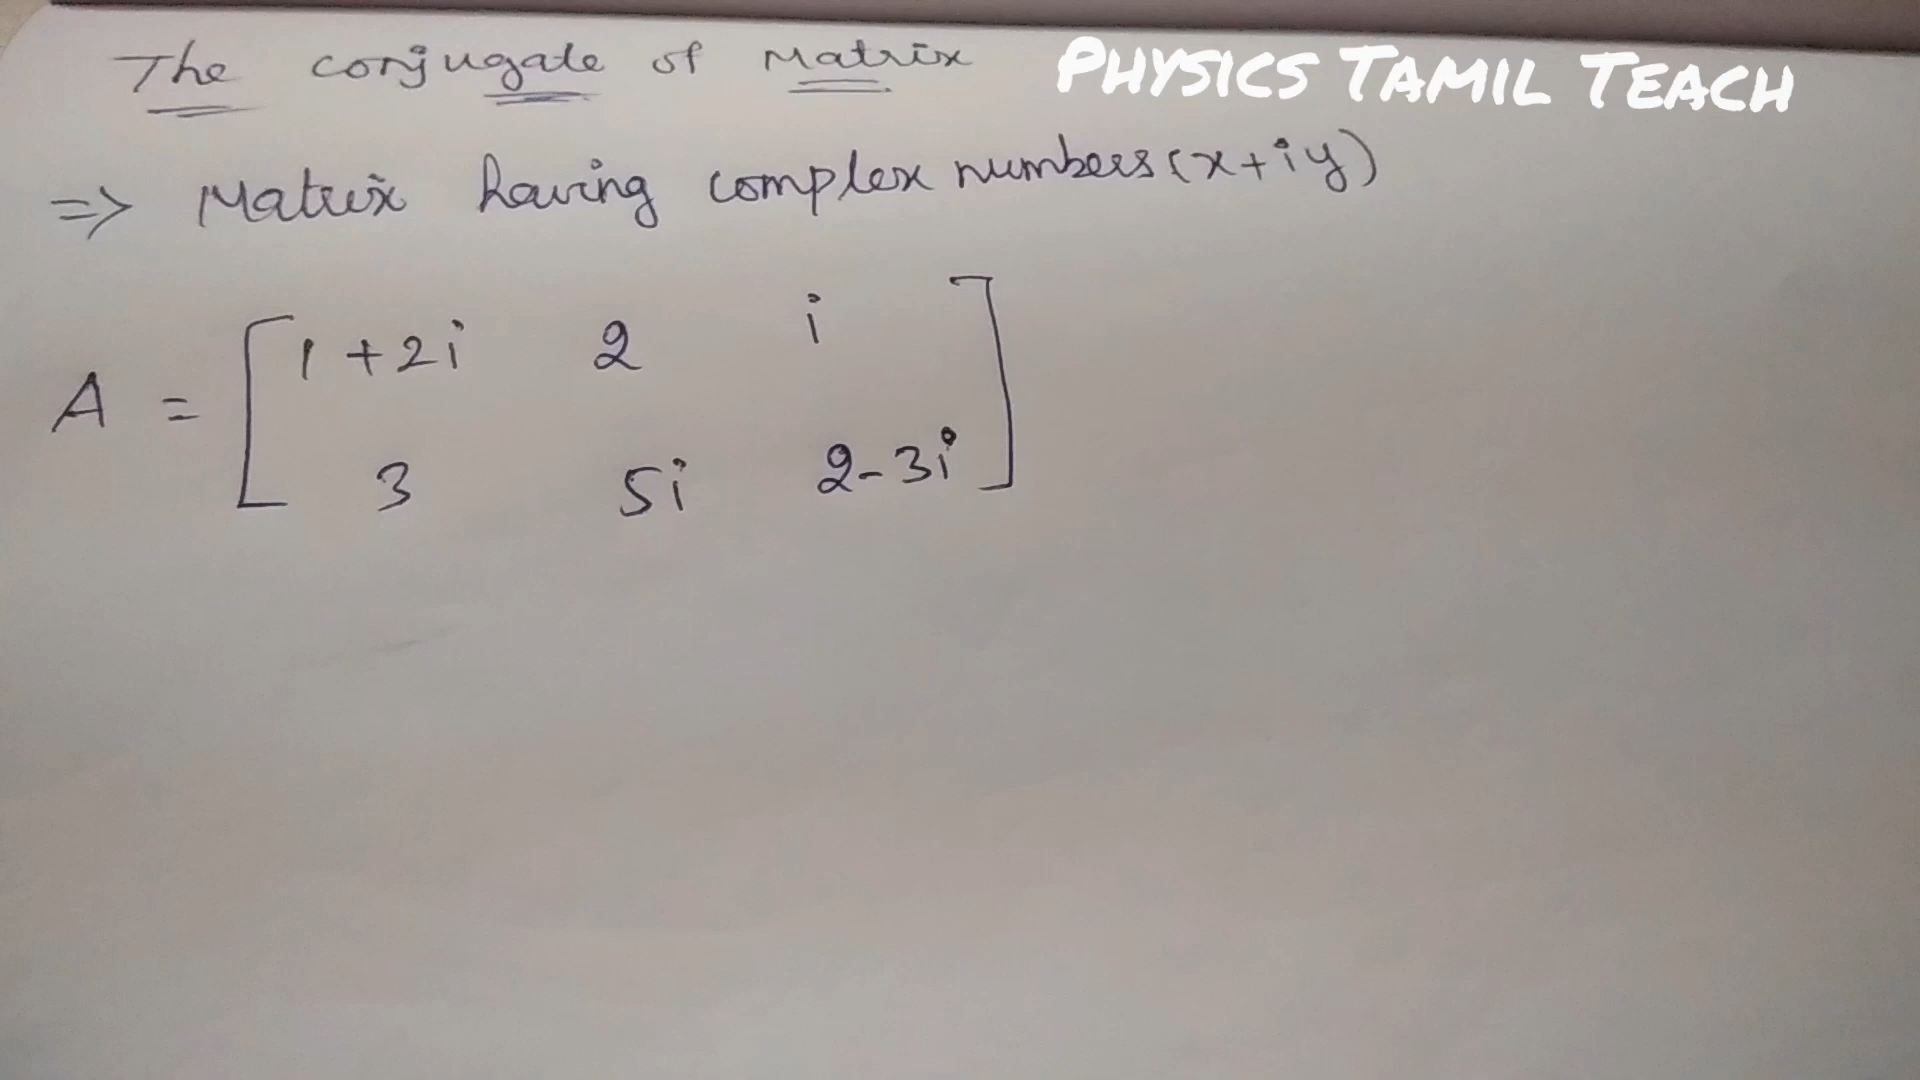 The conjugate of Matrix PHYSICS TAMIL TEACH
=> Matrix having complex numbers (x+iy)
A = [ 1+2i 2 i
3 5i 2-3i ]